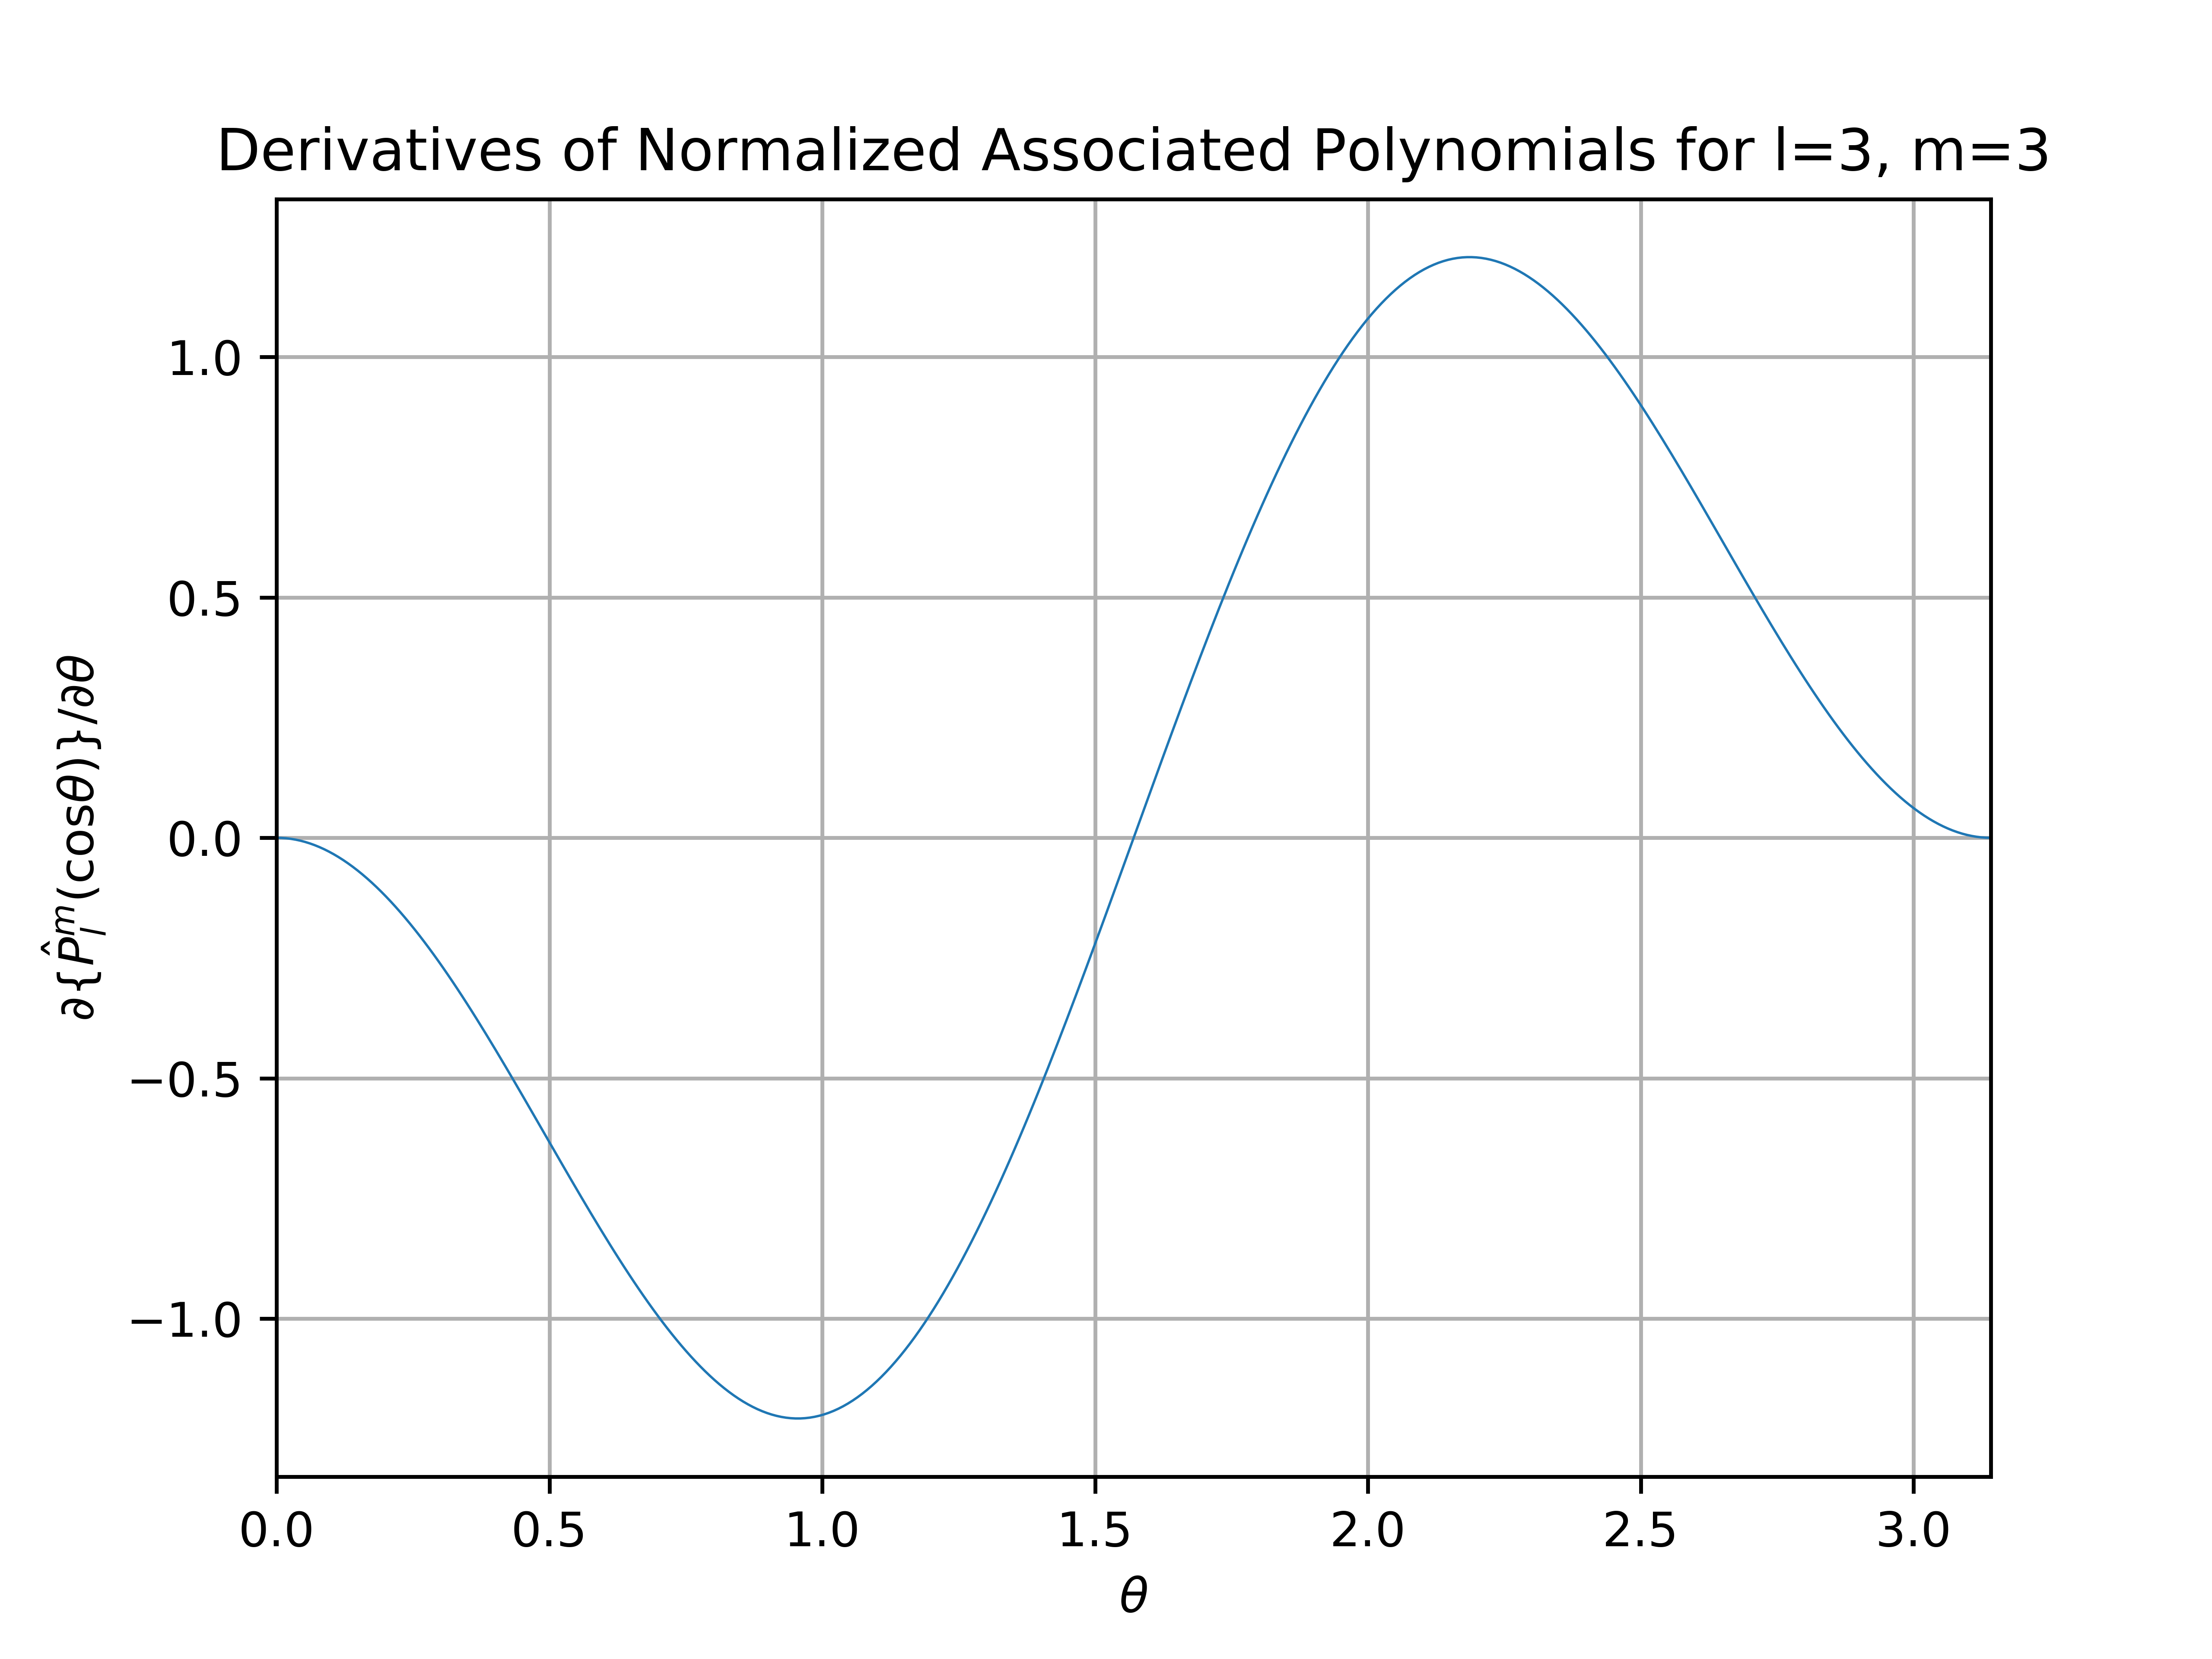 Derivatives of Normalized Associated Polynomials for l=3, m=3
∂{P̂ₗᵐ(cosθ)}/∂θ
1.0
0.5
0.0
−0.5
−1.0
0.0 0.5 1.0 1.5 2.0 2.5 3.0
θ